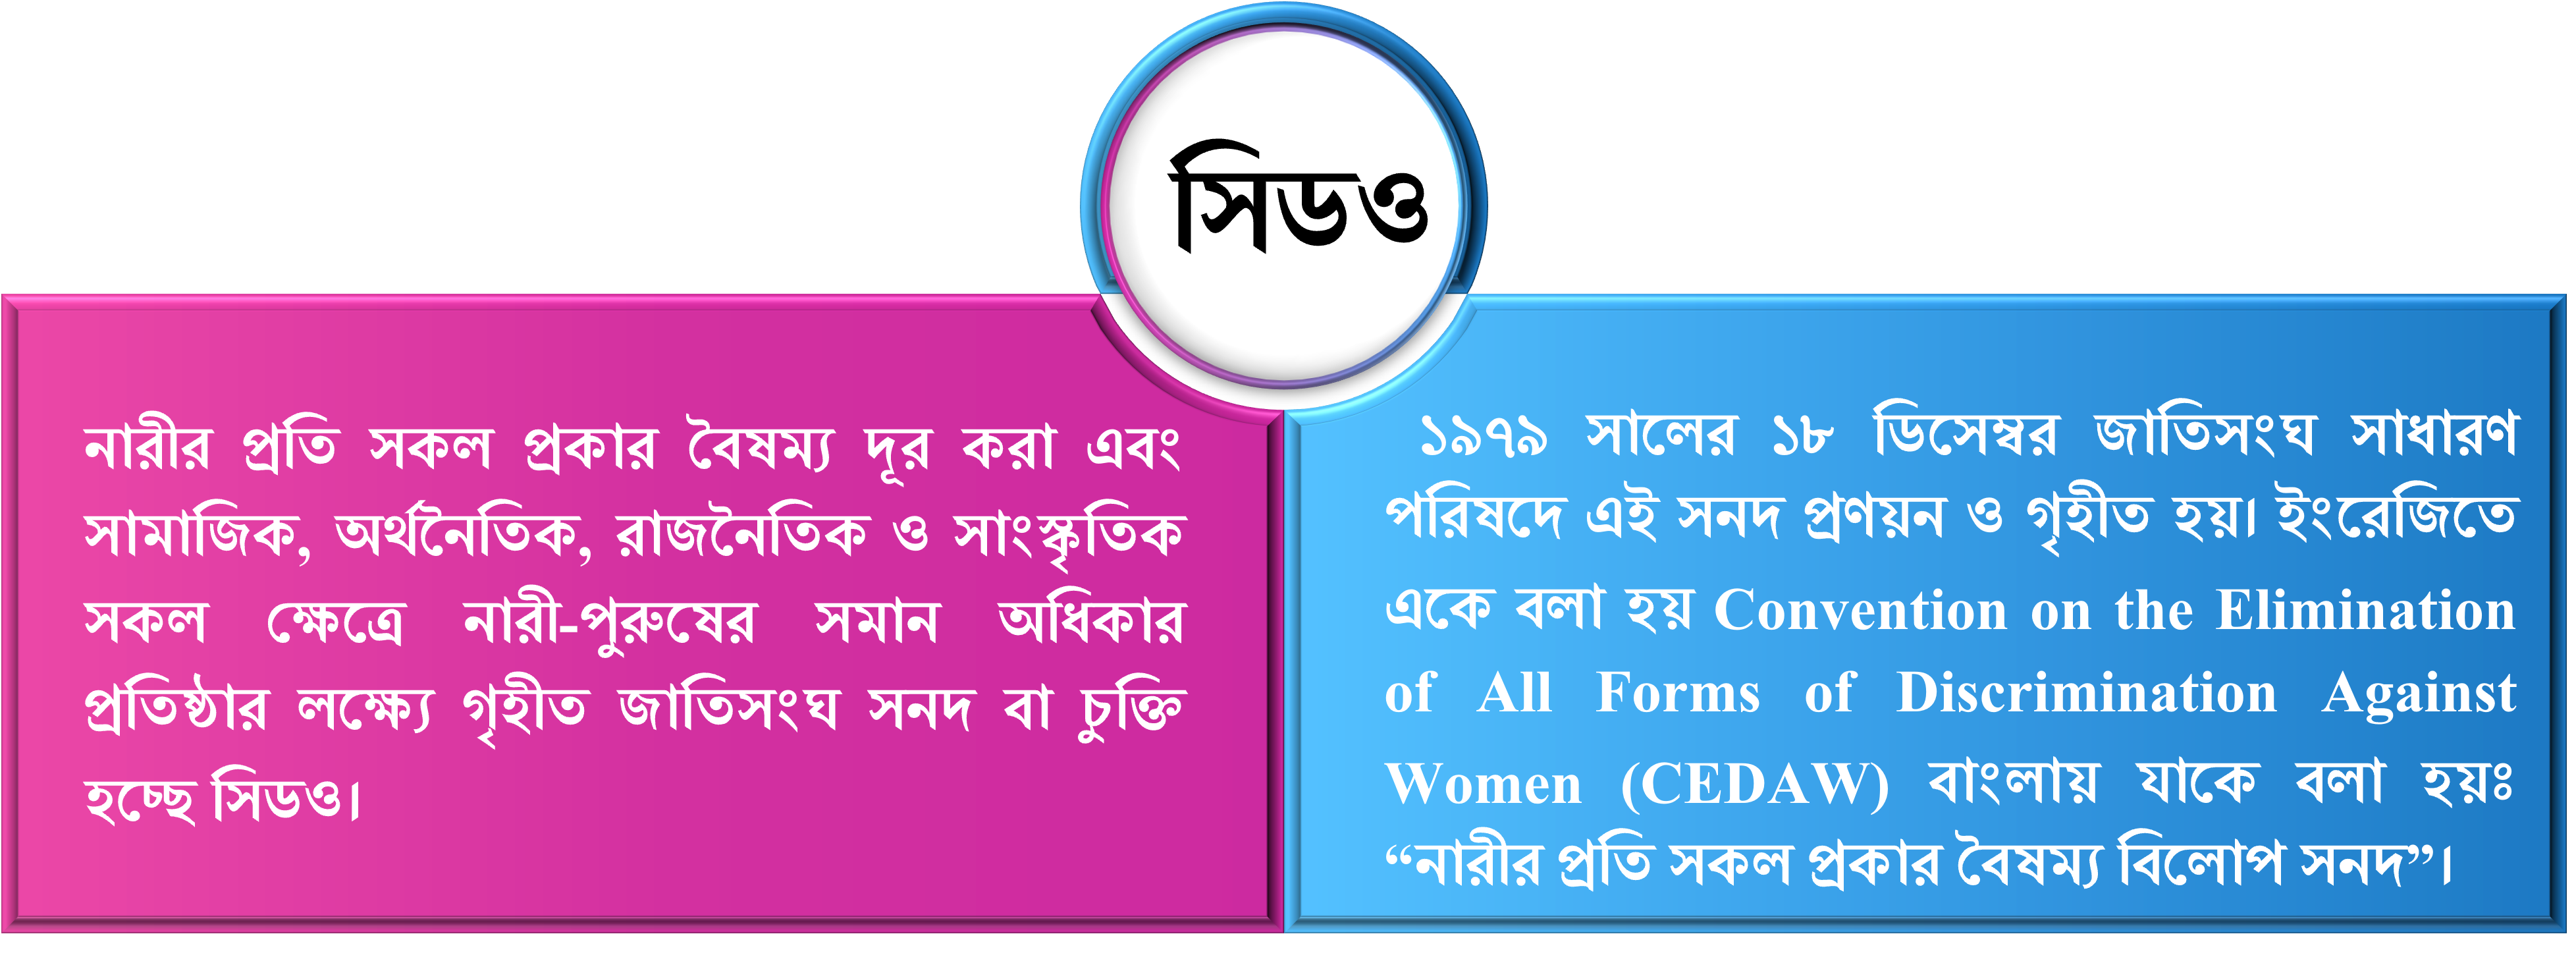 সিডও
নারীর প্রতি সকল প্রকার বৈষম্য দূর করা এবং
সামাজিক, অর্থনৈতিক, রাজনৈতিক ও সাংস্কৃতিক
সকল ক্ষেত্রে নারী-পুরুষের সমান অধিকার
প্রতিষ্ঠার লক্ষ্যে গৃহীত জাতিসংঘ সনদ বা চুক্তি
হচ্ছে সিডও।
১৯৭৯ সালের ১৮ ডিসেম্বর জাতিসংঘ সাধারণ
পরিষদে এই সনদ প্রণয়ন ও গৃহীত হয়। ইংরেজিতে
একে বলা হয় Convention on the Elimination
of All Forms of Discrimination Against
Women (CEDAW) বাংলায় যাকে বলা হয়ঃ
“নারীর প্রতি সকল প্রকার বৈষম্য বিলোপ সনদ”।